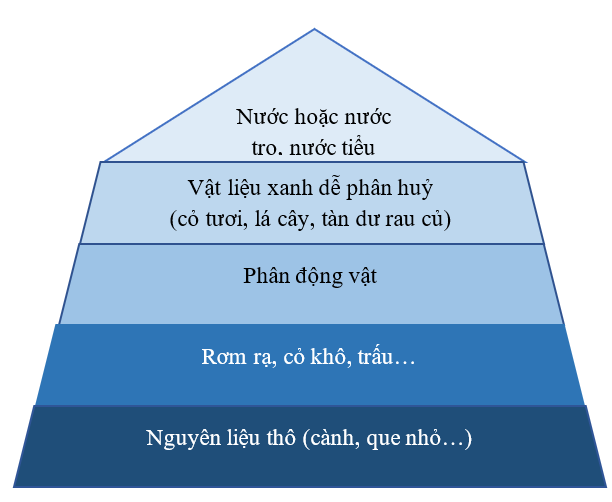 Nước hoặc nước
tro. nước tiểu
Vật liệu xanh dễ phân huỷ
(cỏ tươi, lá cây, tàn dư rau củ)
Phân động vật
Rơm rạ, cỏ khô, trấu…
Nguyên liệu thô (cành, que nhỏ…)